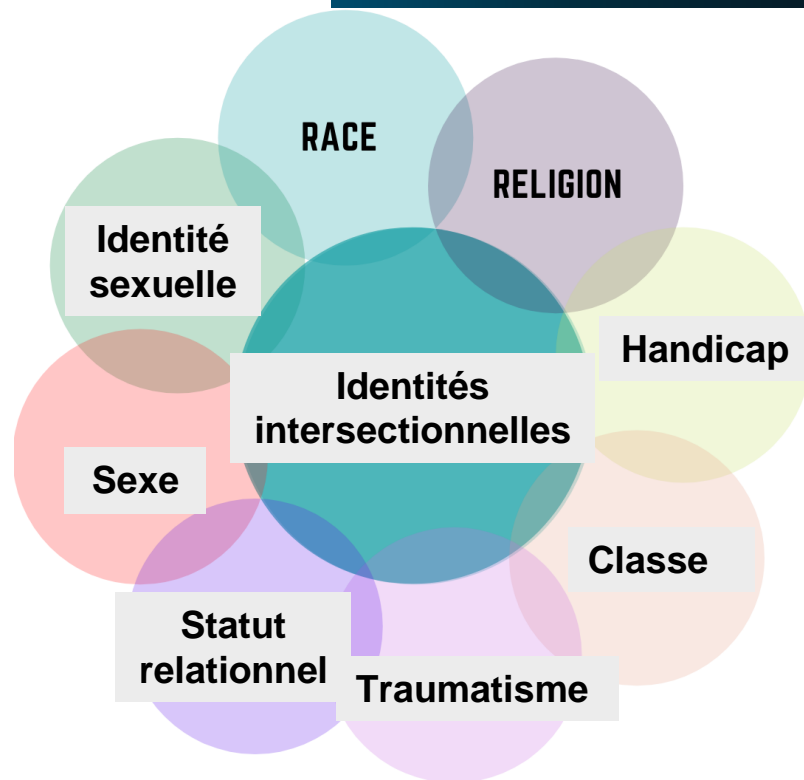 RACE
RELIGION
Identité
sexuelle
Handicap
Identités
intersectionnelles
Sexe
Classe
Statut
relationnel
Traumatisme